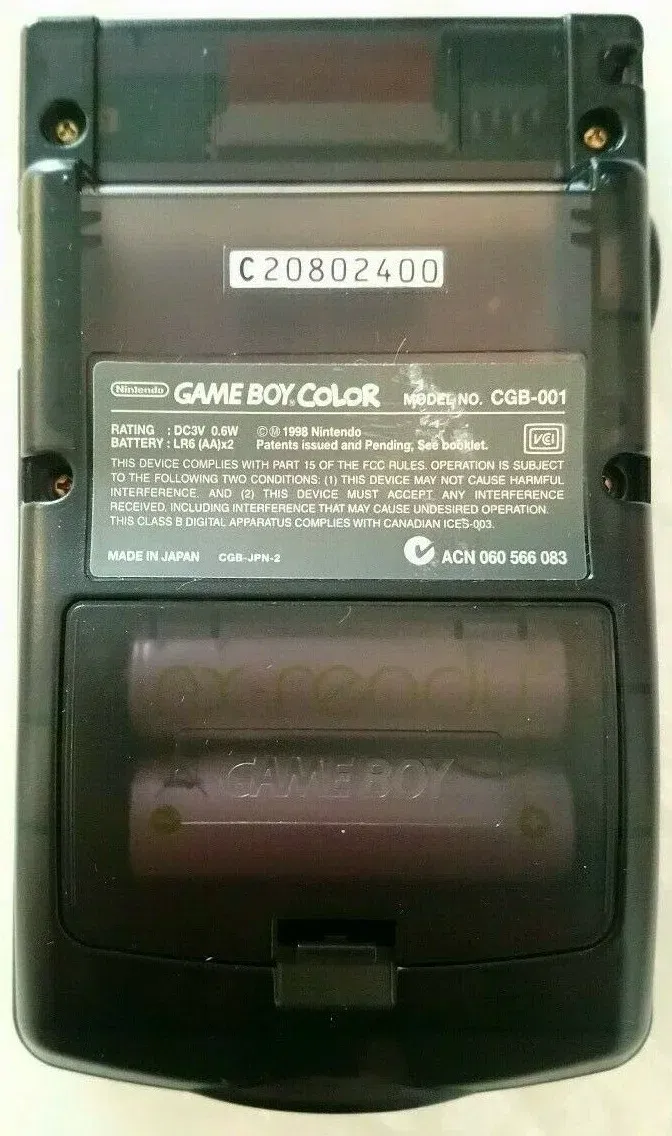 C20802400
Nintendo GAME BOY COLOR MODEL NO. CGB-001
RATING : DC3V 0.6W ©Ⓜ1998 Nintendo
BATTERY : LR6 (AA)x2 Patents issued and Pending, See booklet.
VCI
THIS DEVICE COMPLIES WITH PART 15 OF THE FCC RULES. OPERATION IS SUBJECT
TO THE FOLLOWING TWO CONDITIONS: (1) THIS DEVICE MAY NOT CAUSE HARMFUL
INTERFERENCE. AND (2) THIS DEVICE MUST ACCEPT ANY INTERFERENCE
RECEIVED, INCLUDING INTERFERENCE THAT MAY CAUSE UNDESIRED OPERATION.
THIS CLASS B DIGITAL APPARATUS COMPLIES WITH CANADIAN ICES-003.
MADE IN JAPAN CGB-JPN-2 ACN 060 566 083
ready
GAME BOY